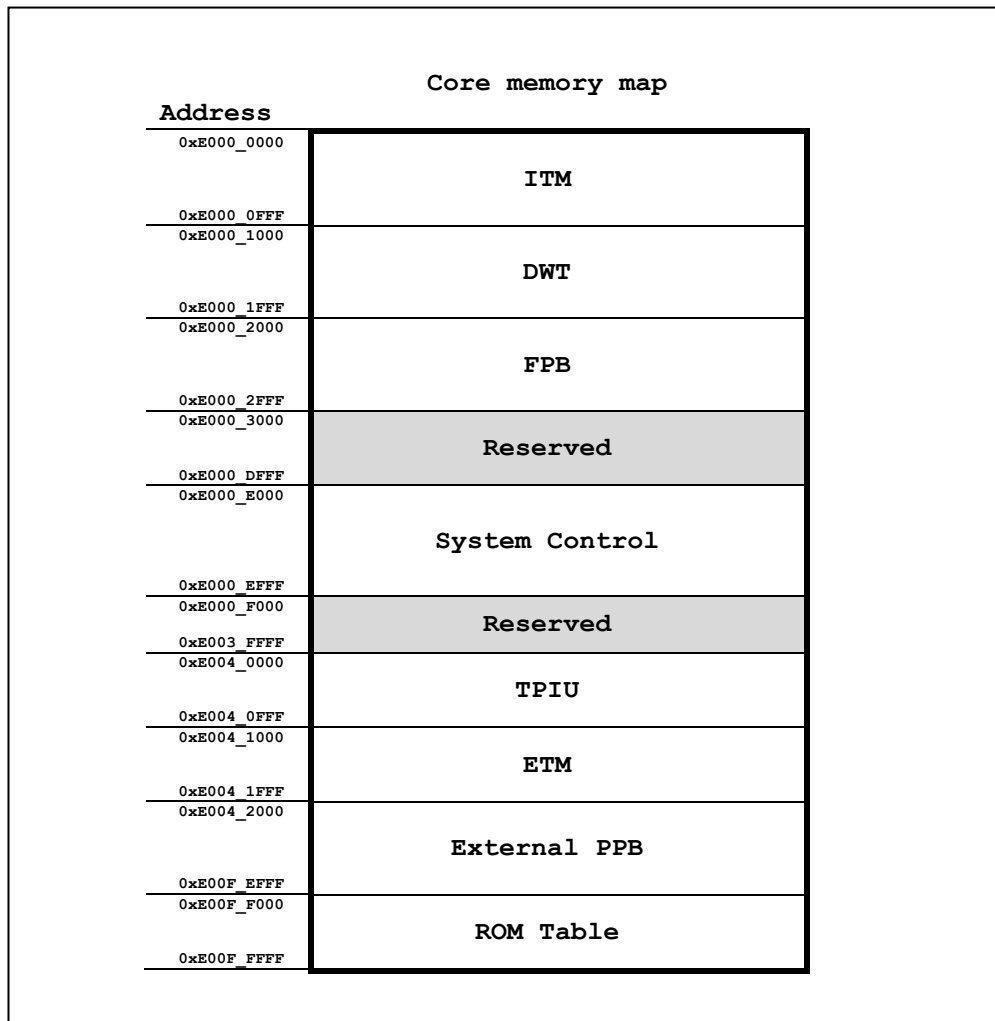 Core memory map
Address
0xE000_0000
ITM
0xE000_0FFF
0xE000_1000
DWT
0xE000_1FFF
0xE000_2000
FPB
0xE000_2FFF
0xE000_3000
Reserved
0xE000_DFFF
0xE000_E000
System Control
0xE000_EFFF
0xE000_F000
Reserved
0xE003_FFFF
0xE004_0000
TPIU
0xE004_0FFF
0xE004_1000
ETM
0xE004_1FFF
0xE004_2000
External PPB
0xE00F_EFFF
0xE00F_F000
ROM Table
0xE00F_FFFF